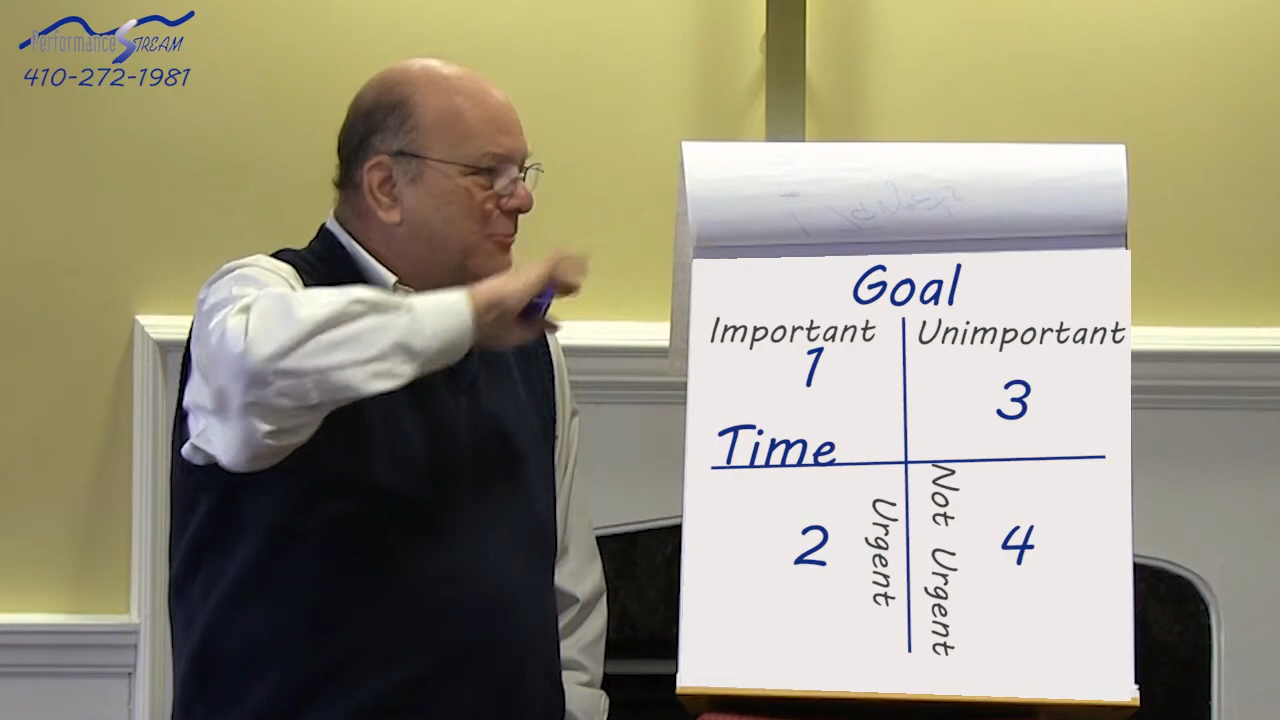 Performance Stream
410-272-1981
Goal
Important Unimportant
1
3
Time
Urgent
Not Urgent
2
4